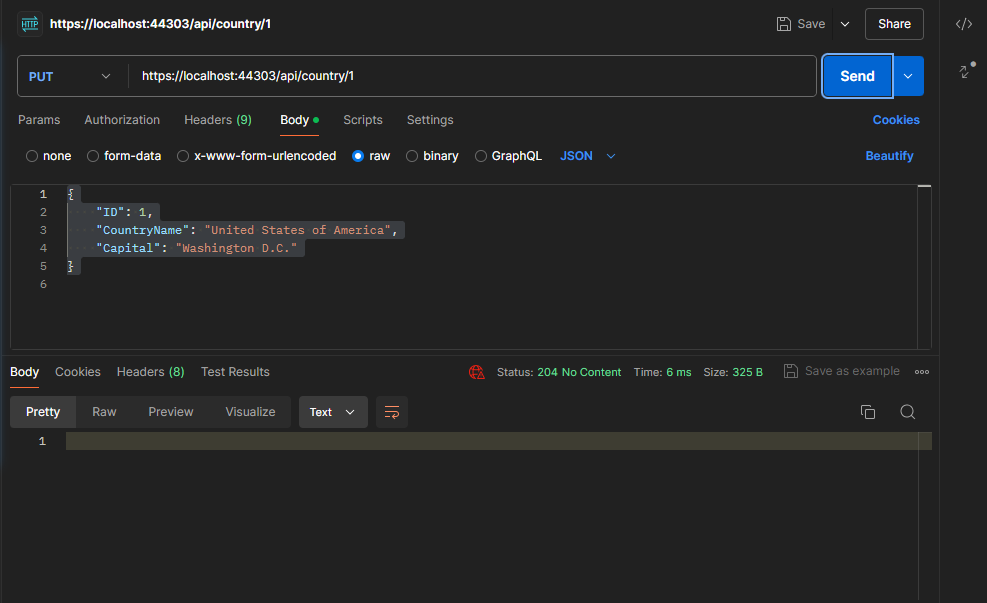 HTTP https://localhost:44303/api/country/1 Save Share
PUT https://localhost:44303/api/country/1 Send
Params Authorization Headers (9) Body Scripts Settings Cookies
none form-data x-www-form-urlencoded raw binary GraphQL JSON Beautify
1 {
2 "ID": 1,
3 "CountryName": "United States of America",
4 "Capital": "Washington D.C."
5 }
6
Body Cookies Headers (8) Test Results Status: 204 No Content Time: 6 ms Size: 325 B Save as example
Pretty Raw Preview Visualize Text
1